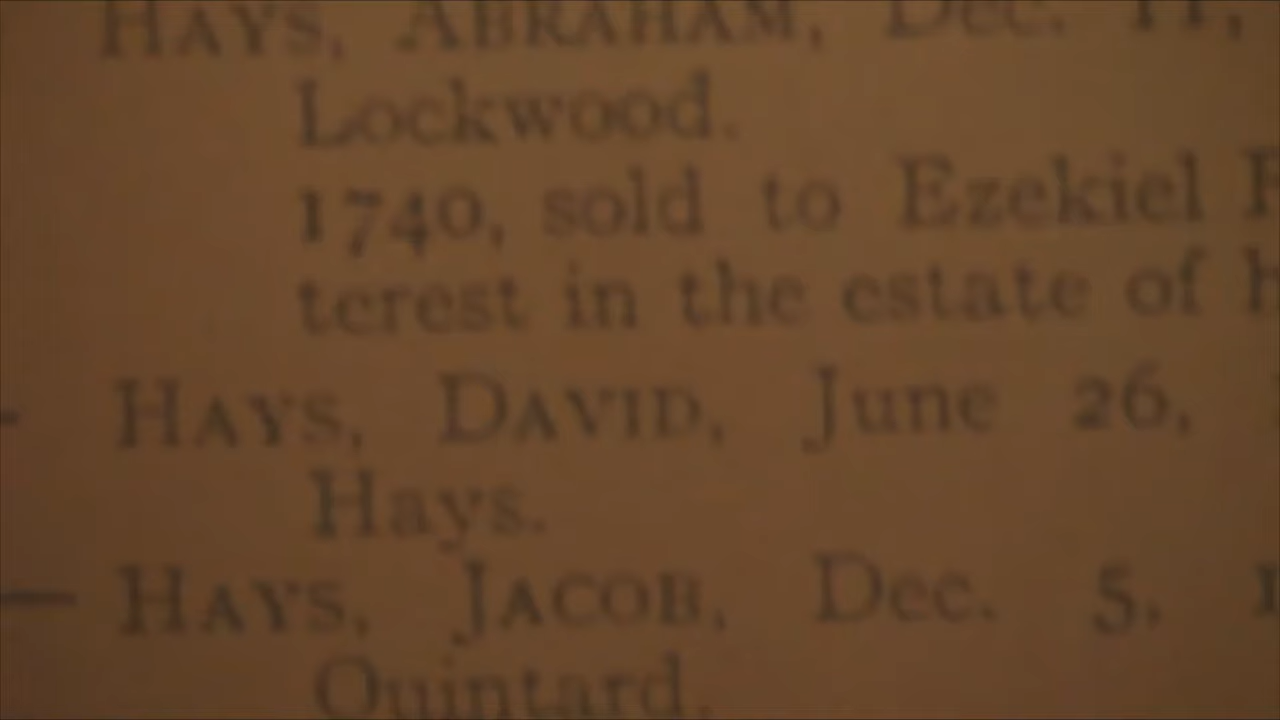 HAYS, ABRAHAM, Dec. 11,
Lockwood.
1740, sold to Ezekiel
terest in the estate of
HAYS, DAVID, June 26,
Hays.
HAYS, JACOB, Dec. 5,
Quintard.